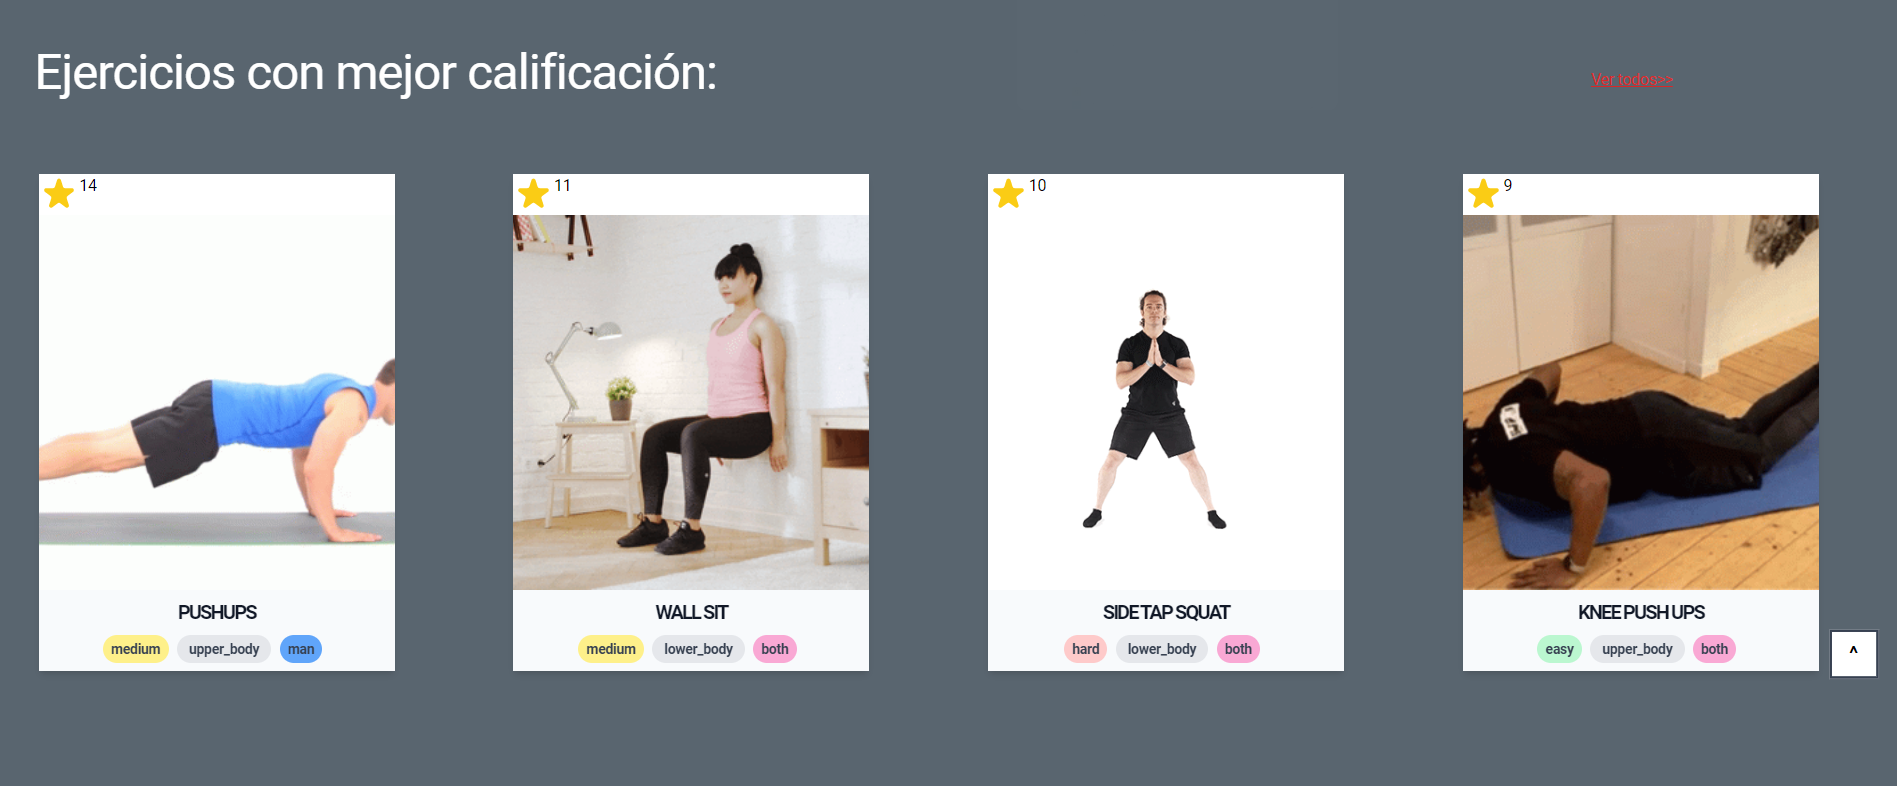 Ejercicios con mejor calificación:
Ver todos>>
14
PUSHUPS
medium upper_body man
11
WALL SIT
medium lower_body both
10
SIDE TAP SQUAT
hard lower_body both
9
KNEE PUSH UPS
easy upper_body both
^